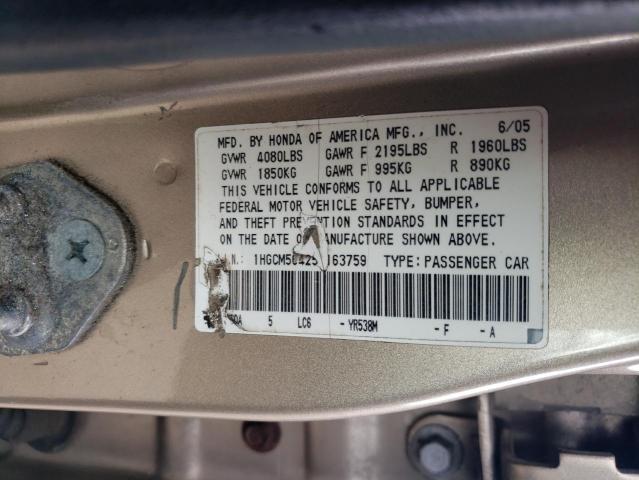 MFD. BY HONDA OF AMERICA MFG., INC. 6/05
GVWR 4080LBS GAWR F 2195LBS R 1960LBS
GVWR 1850KG GAWR F 995KG R 890KG
THIS VEHICLE CONFORMS TO ALL APPLICABLE
FEDERAL MOTOR VEHICLE SAFETY, BUMPER,
AND THEFT PREVENTION STANDARDS IN EFFECT
ON THE DATE OF MANUFACTURE SHOWN ABOVE.
TYPE: PASSENGER CAR
5 LC6 -YR538M -F -A